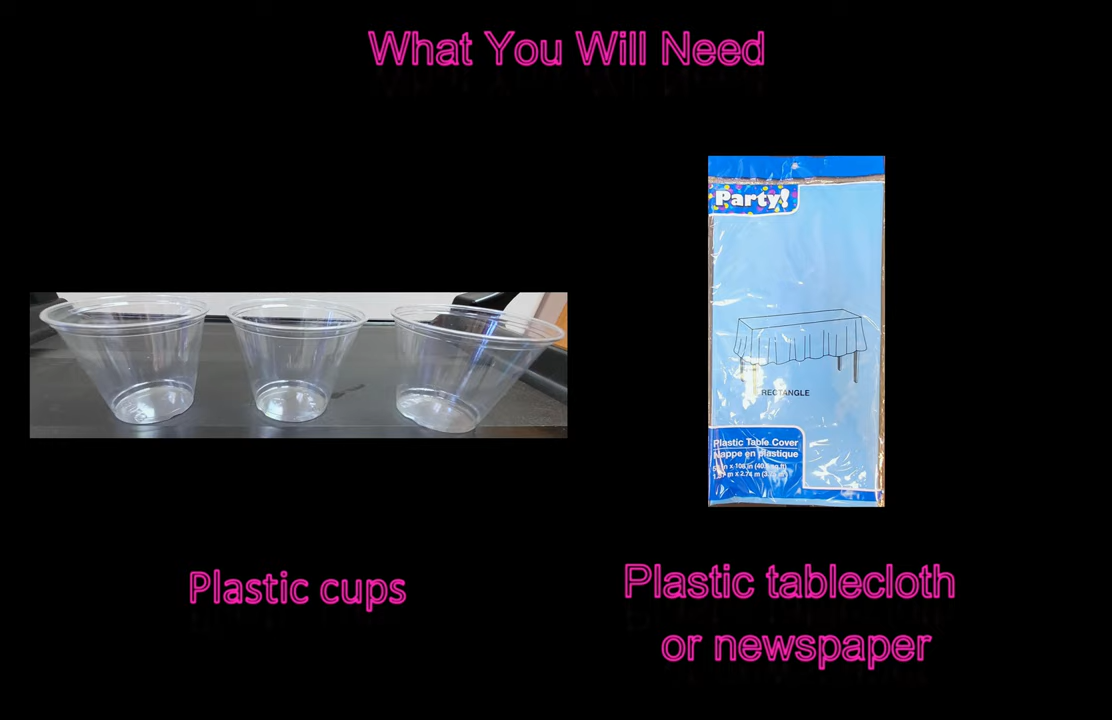 What You Will Need
Party!
RECTANGLE
Plastic Table Cover
Nappe en plastique
Plastic cups
Plastic tablecloth
or newspaper